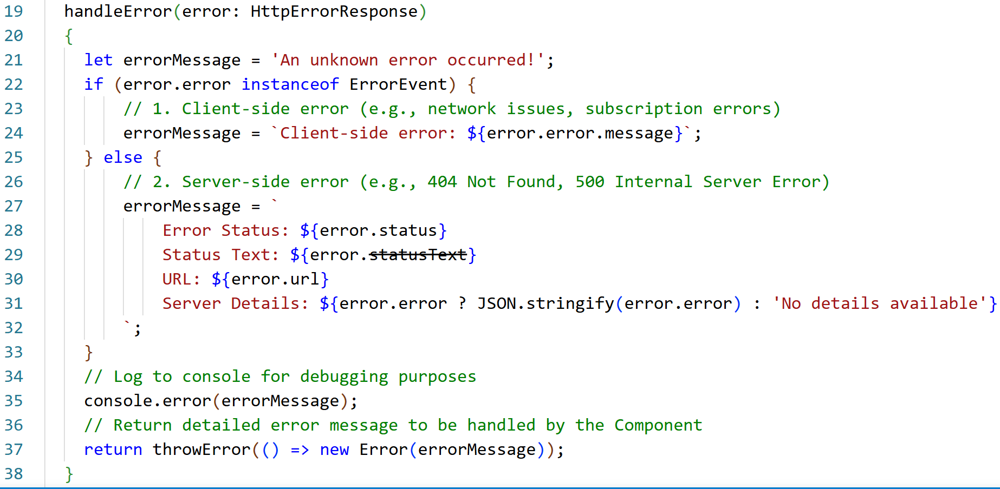 19 handleError(error: HttpErrorResponse)
20 {
21 let errorMessage = 'An unknown error occurred!';
22 if (error.error instanceof ErrorEvent) {
23 // 1. Client-side error (e.g., network issues, subscription errors)
24 errorMessage = `Client-side error: ${error.error.message}`;
25 } else {
26 // 2. Server-side error (e.g., 404 Not Found, 500 Internal Server Error)
27 errorMessage = `
28 Error Status: ${error.status}
29 Status Text: ${error.statusText}
30 URL: ${error.url}
31 Server Details: ${error.error ? JSON.stringify(error.error) : 'No details available'}
32 `;
33 }
34 // Log to console for debugging purposes
35 console.error(errorMessage);
36 // Return detailed error message to be handled by the Component
37 return throwError(() => new Error(errorMessage));
38 }